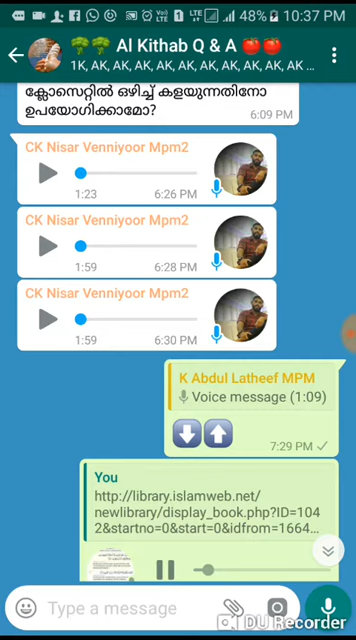 48% 10:37 PM
Al Kithab Q & A
1K, AK, AK, AK, AK, AK, AK, AK, AK, AK ...
ക്ലോസെറ്റിൽ ഒഴിച്ച് കളയുന്നതിനോ
ഉപയോഗിക്കാമോ?
6:09 PM
CK Nisar Venniyoor Mpm2
1:23 6:26 PM
CK Nisar Venniyoor Mpm2
1:59 6:28 PM
CK Nisar Venniyoor Mpm2
1:59 6:30 PM
K Abdul Latheef MPM
Voice message (1:09)
7:29 PM
You
http://library.islamweb.net/
newlibrary/display_book.php?ID=104
2&startno=0&start=0&idfrom=1664...
Type a message
DU Recorder